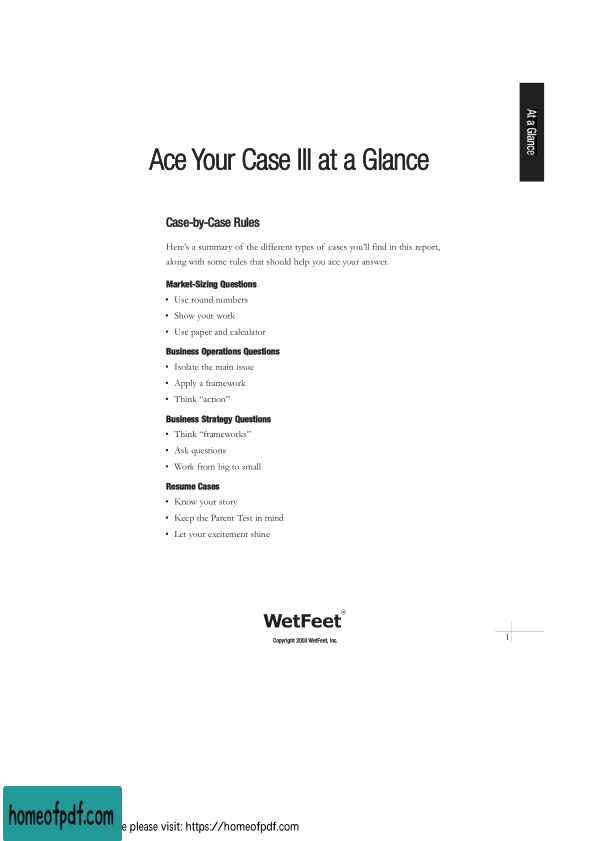 At a Glance
Ace Your Case III at a Glance
Case-by-Case Rules
Here's a summary of the different types of cases you'll find in this report,
along with some rules that should help you ace your answer.
Market-Sizing Questions
• Use round numbers
• Show your work
• Use paper and calculator
Business Operations Questions
• Isolate the main issue
• Apply a framework
• Think “action”
Business Strategy Questions
• Think “frameworks”
• Ask questions
• Work from big to small
Resume Cases
• Know your story
• Keep the Parent Test in mind
• Let your excitement shine
WetFeet®
Copyright 2003 WetFeet, Inc.
1
homeofpdf.com
please visit: https://homeofpdf.com